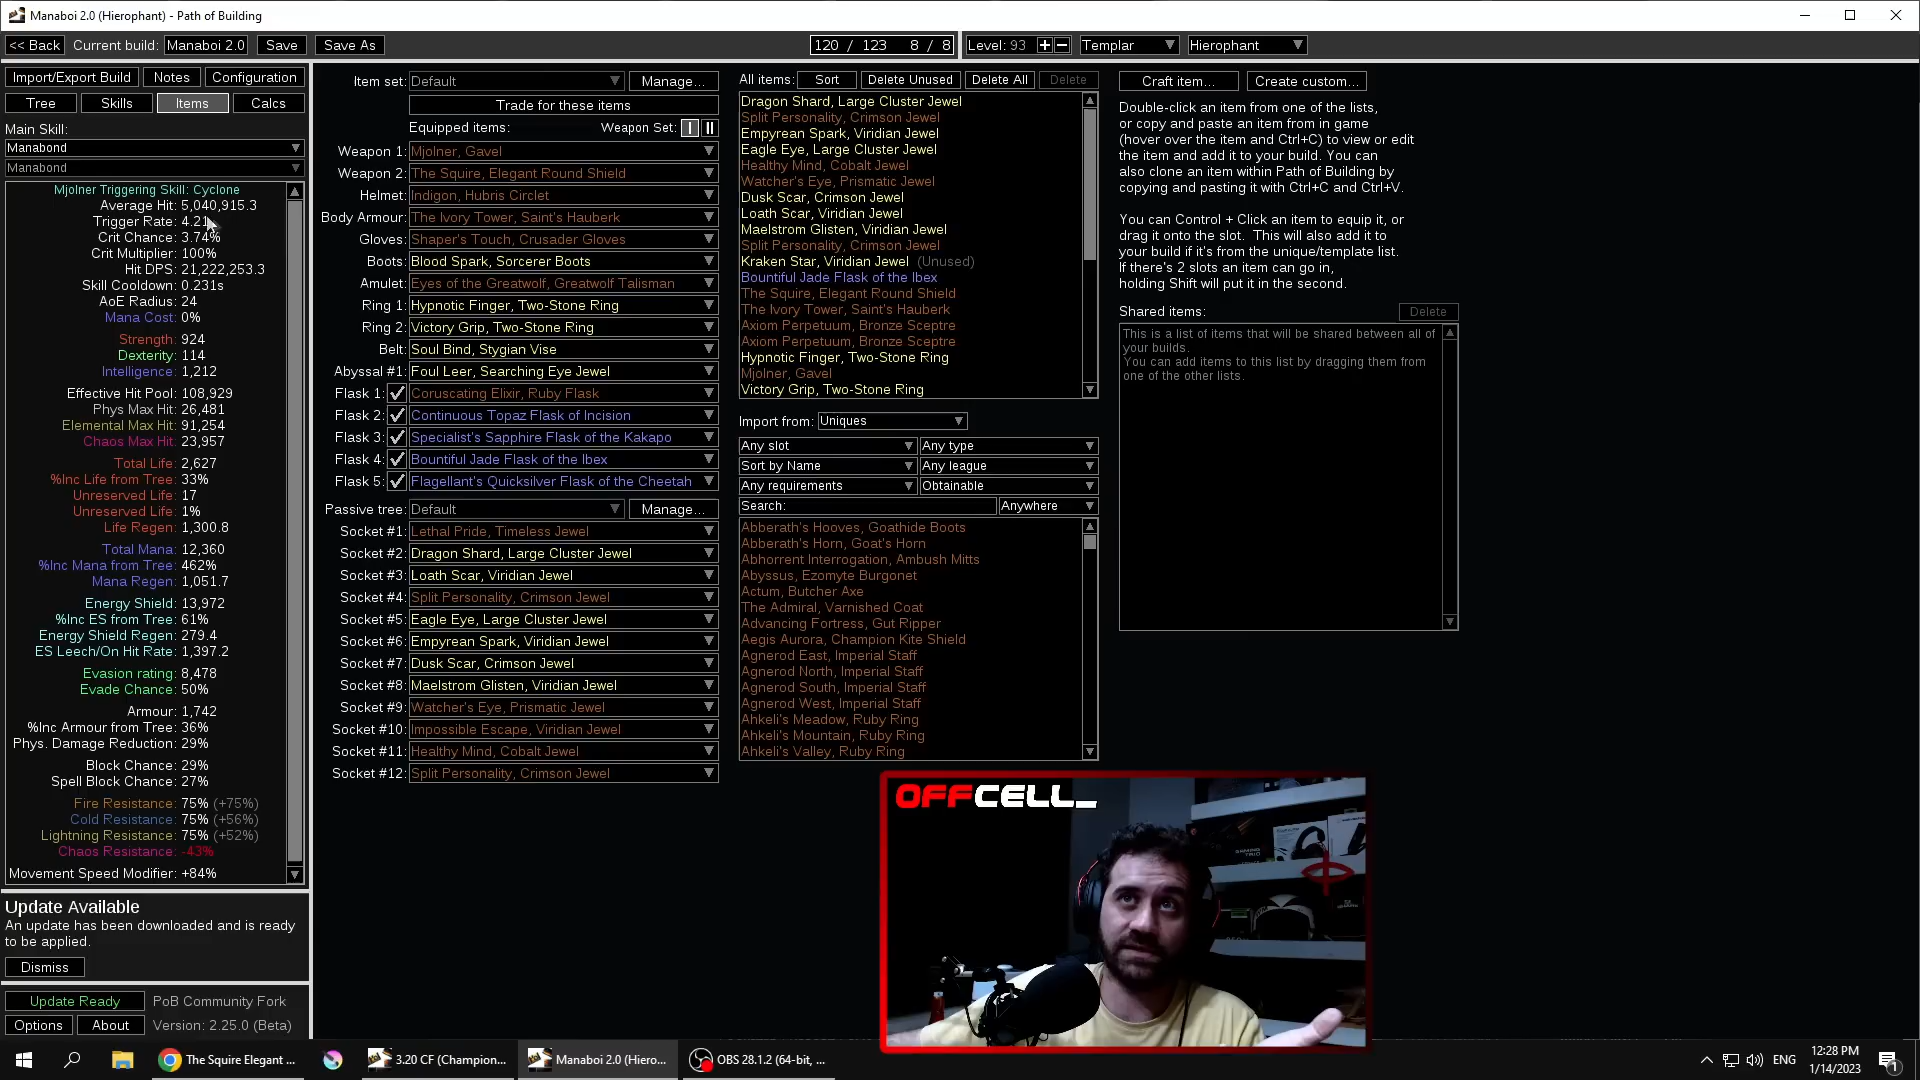 Manaboi 2.0 (Hierophant) - Path of Building
<< Back
Current build:
Manaboi 2.0
Save
Save As
120 / 123 8 / 8
Level: 93
Templar
Hierophant
Import/Export Build
Notes
Configuration
Tree
Skills
Items
Calcs
Main Skill:
Manabond
Manabond
Mjolner Triggering Skill: Cyclone
Average Hit: 5,040,915.3
Trigger Rate: 4.21
Crit Chance: 3.74%
Crit Multiplier: 100%
Hit DPS: 21,222,253.3
Skill Cooldown: 0.231s
AoE Radius: 24
Mana Cost: 0%
Strength: 924
Dexterity: 114
Intelligence: 1,212
Effective Hit Pool: 108,929
Phys Max Hit: 26,481
Elemental Max Hit: 91,254
Chaos Max Hit: 23,957
Total Life: 2,627
%Inc Life from Tree: 33%
Unreserved Life: 17
Unreserved Life: 1%
Life Regen: 1,300.8
Total Mana: 12,360
%Inc Mana from Tree: 462%
Mana Regen: 1,051.7
Energy Shield: 13,972
%Inc ES from Tree: 61%
Energy Shield Regen: 279.4
ES Leech/On Hit Rate: 1,397.2
Evasion rating: 8,478
Evade Chance: 50%
Armour: 1,742
%Inc Armour from Tree: 36%
Phys. Damage Reduction: 29%
Block Chance: 29%
Spell Block Chance: 27%
Fire Resistance: 75% (+75%)
Cold Resistance: 75% (+56%)
Lightning Resistance: 75% (+52%)
Chaos Resistance: -43%
Movement Speed Modifier: +84%
Update Available
An update has been downloaded and is ready
to be applied.
Dismiss
Update Ready
PoB Community Fork
Options
About
Version: 2.25.0 (Beta)
Item set: Default
Manage...
Trade for these items
Equipped items:
Weapon Set: I II
Weapon 1: Mjolner, Gavel
Weapon 2: The Squire, Elegant Round Shield
Helmet: Indigon, Hubris Circlet
Body Armour: The Ivory Tower, Saint's Hauberk
Gloves: Shaper's Touch, Crusader Gloves
Boots: Blood Spark, Sorcerer Boots
Amulet: Eyes of the Greatwolf, Greatwolf Talisman
Ring 1: Hypnotic Finger, Two-Stone Ring
Ring 2: Victory Grip, Two-Stone Ring
Belt: Soul Bind, Stygian Vise
Abyssal #1: Foul Leer, Searching Eye Jewel
Flask 1: Coruscating Elixir, Ruby Flask
Flask 2: Continuous Topaz Flask of Incision
Flask 3: Specialist's Sapphire Flask of the Kakapo
Flask 4: Bountiful Jade Flask of the Ibex
Flask 5: Flagellant's Quicksilver Flask of the Cheetah
Passive tree: Default
Manage...
Socket #1: Lethal Pride, Timeless Jewel
Socket #2: Dragon Shard, Large Cluster Jewel
Socket #3: Loath Scar, Viridian Jewel
Socket #4: Split Personality, Crimson Jewel
Socket #5: Eagle Eye, Large Cluster Jewel
Socket #6: Empyrean Spark, Viridian Jewel
Socket #7: Dusk Scar, Crimson Jewel
Socket #8: Maelstrom Glisten, Viridian Jewel
Socket #9: Watcher's Eye, Prismatic Jewel
Socket #10: Impossible Escape, Viridian Jewel
Socket #11: Healthy Mind, Cobalt Jewel
Socket #12: Split Personality, Crimson Jewel
All items:
Sort
Delete Unused
Delete All
Delete
Dragon Shard, Large Cluster Jewel
Split Personality, Crimson Jewel
Empyrean Spark, Viridian Jewel
Eagle Eye, Large Cluster Jewel
Healthy Mind, Cobalt Jewel
Watcher's Eye, Prismatic Jewel
Dusk Scar, Crimson Jewel
Loath Scar, Viridian Jewel
Maelstrom Glisten, Viridian Jewel
Split Personality, Crimson Jewel
Kraken Star, Viridian Jewel (Unused)
Bountiful Jade Flask of the Ibex
The Squire, Elegant Round Shield
The Ivory Tower, Saint's Hauberk
Axiom Perpetuum, Bronze Sceptre
Axiom Perpetuum, Bronze Sceptre
Hypnotic Finger, Two-Stone Ring
Mjolner, Gavel
Victory Grip, Two-Stone Ring
Import from: Uniques
Any slot
Any type
Sort by Name
Any league
Any requirements
Obtainable
Search:
Anywhere
Abberath's Hooves, Goathide Boots
Abberath's Horn, Goat's Horn
Abhorrent Interrogation, Ambush Mitts
Abyssus, Ezomyte Burgonet
Actum, Butcher Axe
The Admiral, Varnished Coat
Advancing Fortress, Gut Ripper
Aegis Aurora, Champion Kite Shield
Agnerod East, Imperial Staff
Agnerod North, Imperial Staff
Agnerod South, Imperial Staff
Agnerod West, Imperial Staff
Ahkeli's Meadow, Ruby Ring
Ahkeli's Mountain, Ruby Ring
Ahkeli's Valley, Ruby Ring
Craft item...
Create custom...
Double-click an item from one of the lists,
or copy and paste an item from in game
(hover over the item and Ctrl+C) to view or edit
the item and add it to your build. You can
also clone an item within Path of Building by
copying and pasting it with Ctrl+C and Ctrl+V.
You can Control + Click an item to equip it, or
drag it onto the slot. This will also add it to
your build if it's from the unique/template list.
If there's 2 slots an item can go in,
holding Shift will put it in the second.
Shared items:
Delete
This is a list of items that will be shared between all of
your builds.
You can add items to this list by dragging them from
one of the other lists.
OFFCELL_
The Squire Elegant ...
3.20 CF (Champion...
Manaboi 2.0 (Hiero...
OBS 28.1.2 (64-bit, ...
ENG
12:28 PM
1/14/2023
1